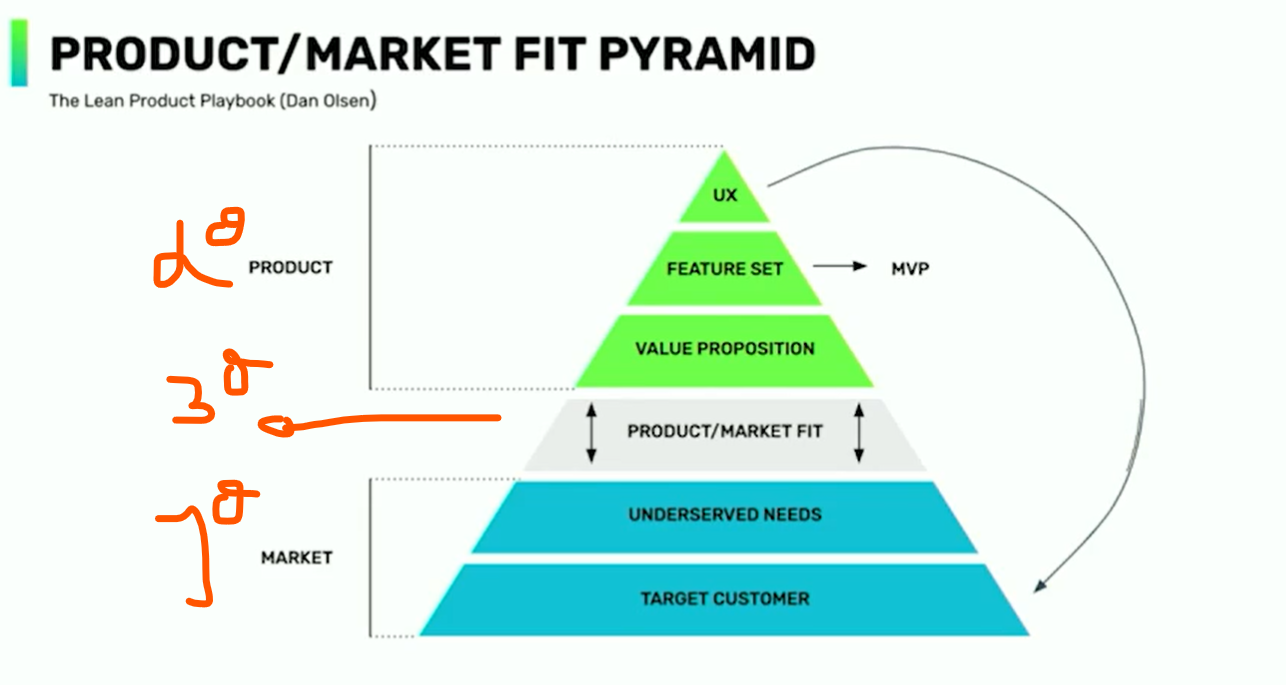 PRODUCT/MARKET FIT PYRAMID
The Lean Product Playbook (Dan Olsen)
UX
2º
PRODUCT
FEATURE SET
MVP
VALUE PROPOSITION
3º
PRODUCT/MARKET FIT
1º
UNDERSERVED NEEDS
MARKET
TARGET CUSTOMER